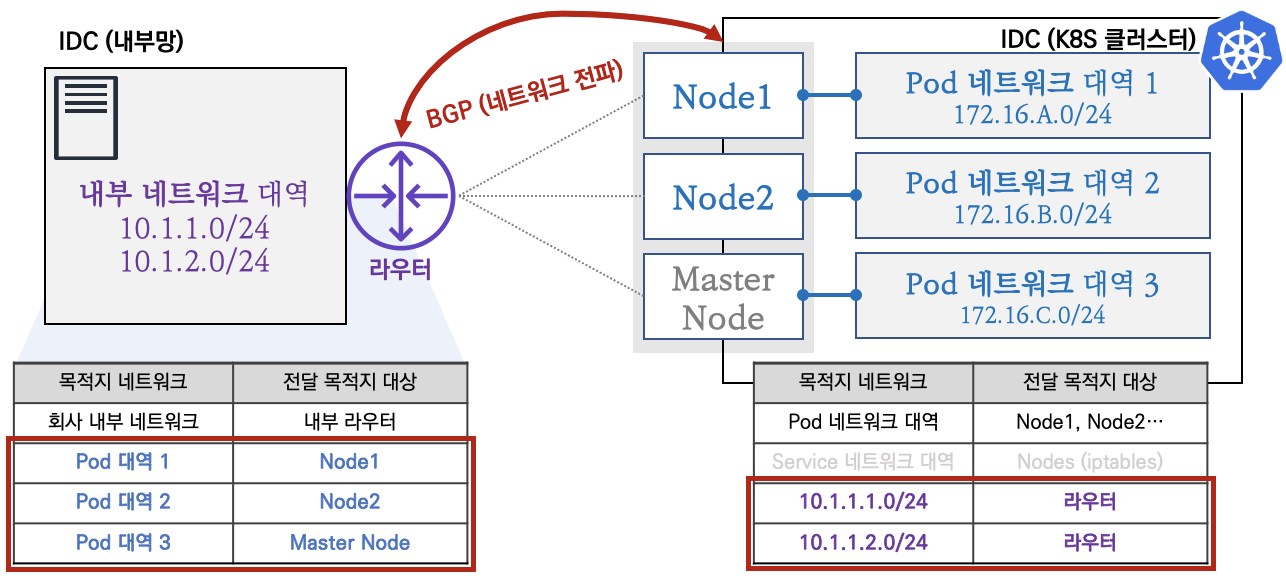 IDC (내부망)
내부 네트워크 대역
10.1.1.0/24
10.1.2.0/24
라우터
BGP (네트워크 전파)
IDC (K8S 클러스터)
Node1
Pod 네트워크 대역 1
172.16.A.0/24
Node2
Pod 네트워크 대역 2
172.16.B.0/24
Master
Node
Pod 네트워크 대역 3
172.16.C.0/24
목적지 네트워크 전달 목적지 대상
회사 내부 네트워크 내부 라우터
Pod 대역 1 Node1
Pod 대역 2 Node2
Pod 대역 3 Master Node
목적지 네트워크 전달 목적지 대상
Pod 네트워크 대역 Node1, Node2…
Service 네트워크 대역 Nodes (iptables)
10.1.1.1.0/24 라우터
10.1.1.2.0/24 라우터